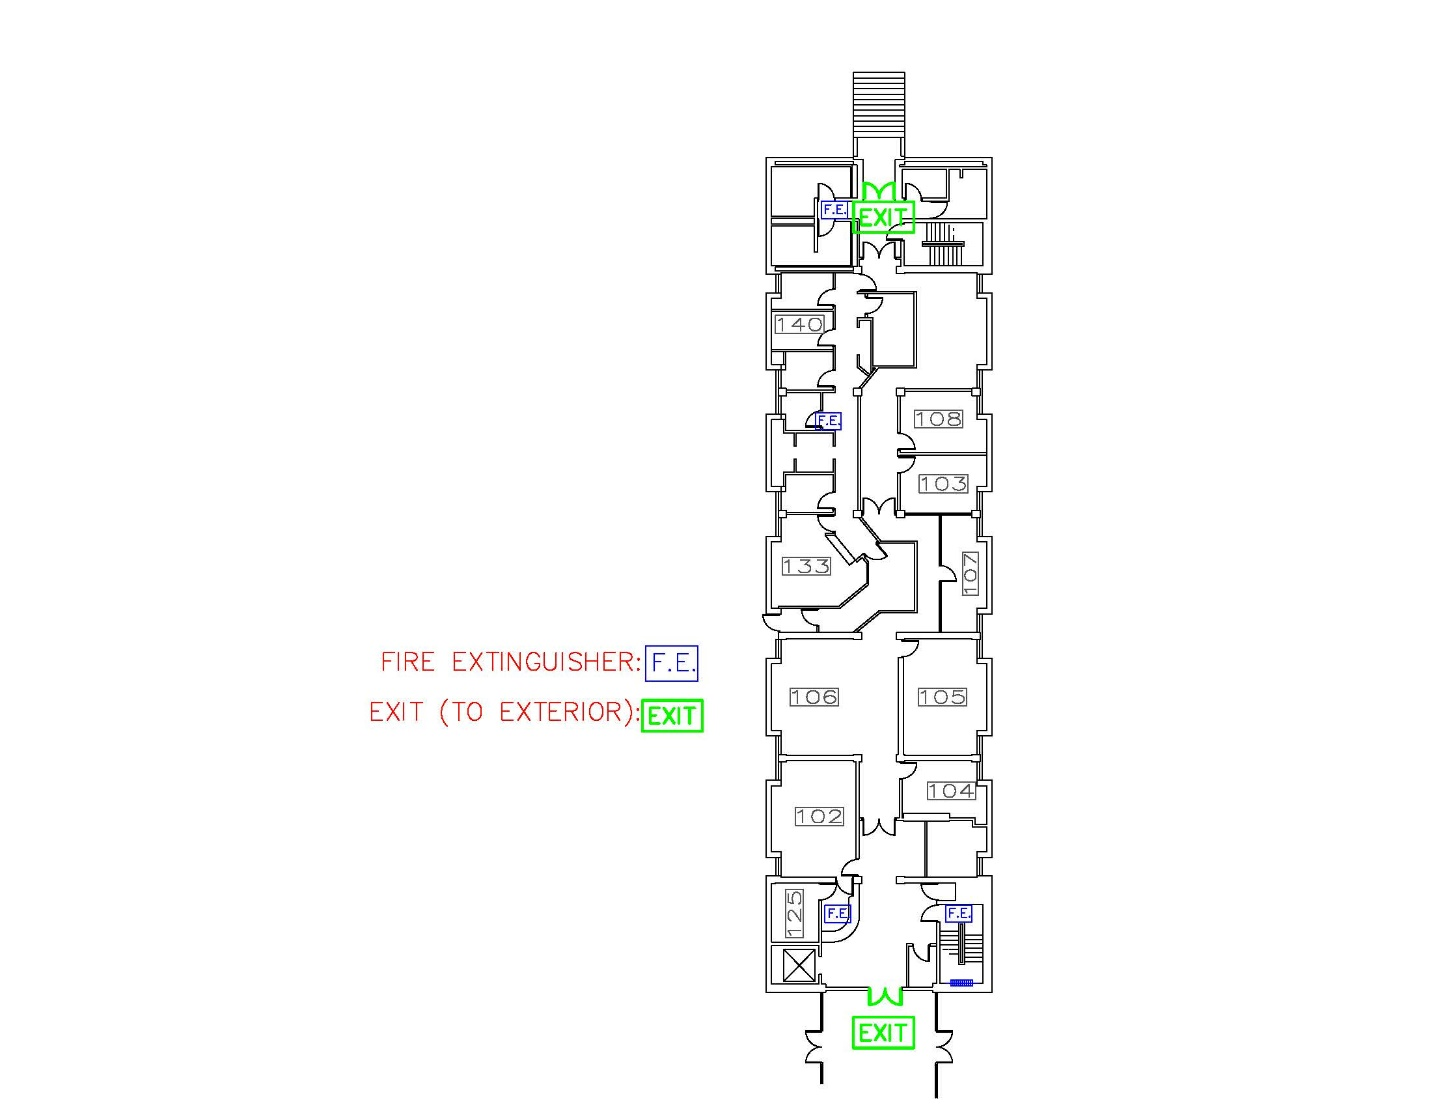 F.E.
EXIT
140
F.E.
108
103
133
107
FIRE EXTINGUISHER: F.E.
EXIT (TO EXTERIOR): EXIT
106
105
104
102
125
F.E.
F.E.
EXIT